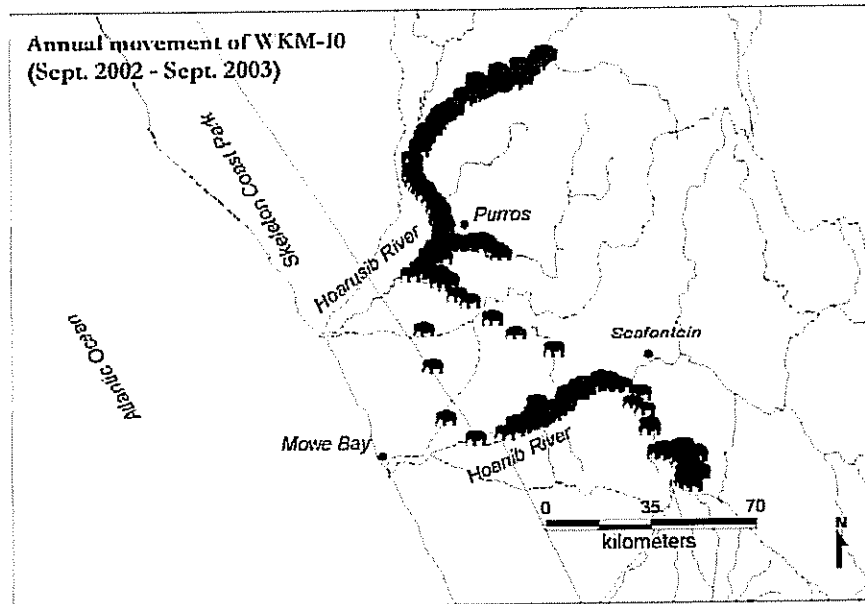 Annual movement of WKM-10
(Sept. 2002 - Sept. 2003)
Skeleton Coast Park
Purros
Hoarusib River
Atlantic Ocean
Sesfontein
Mowe Bay
Hoanib River
0 35 70
kilometers
N